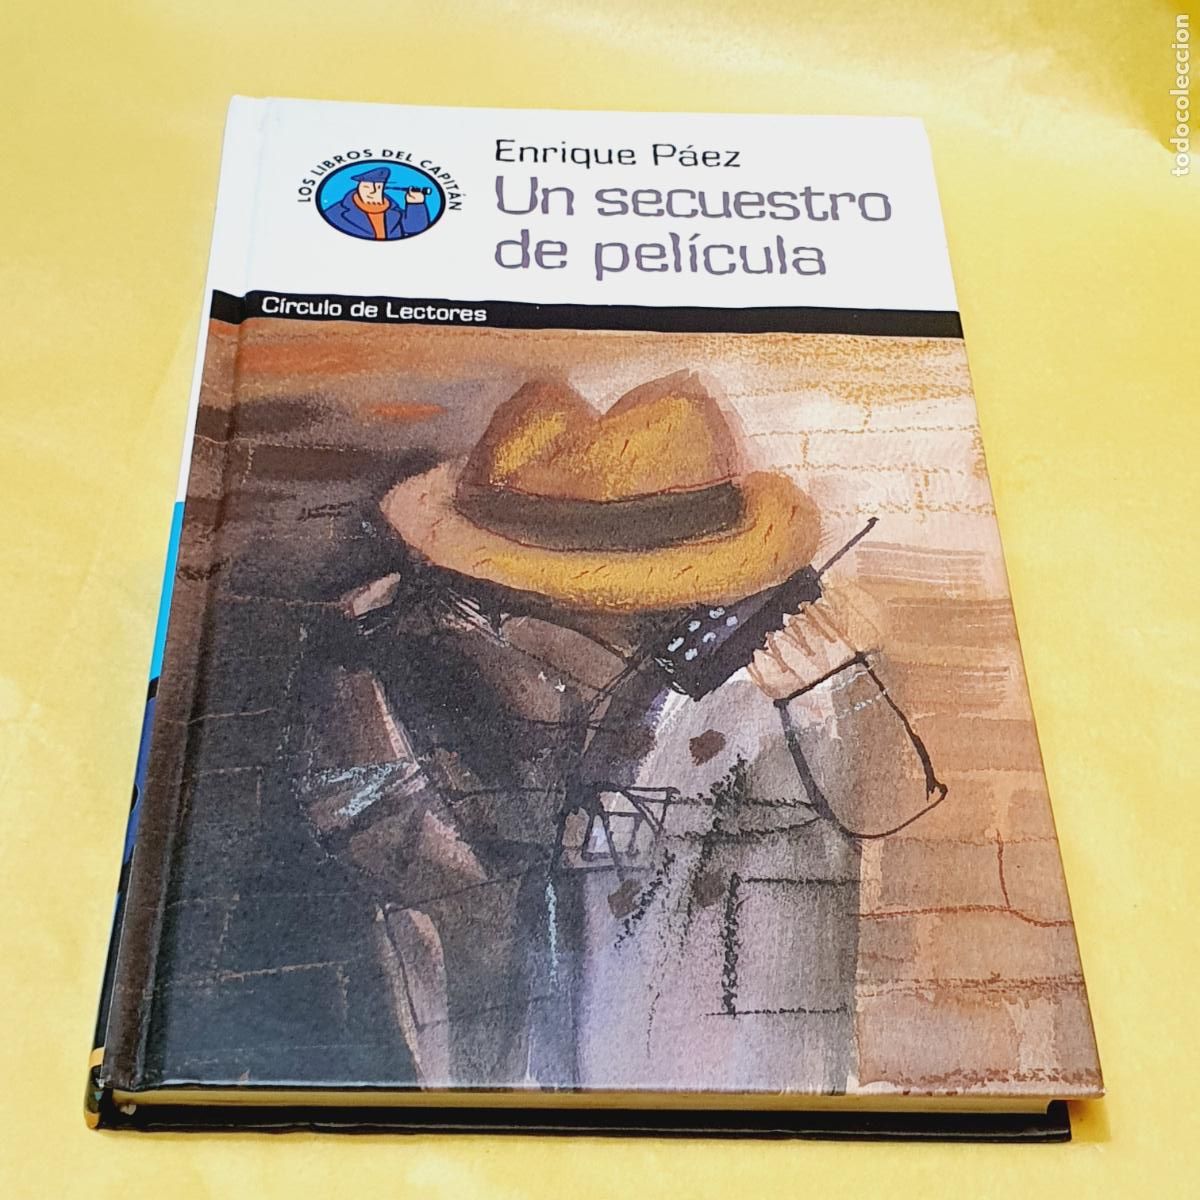 LOS LIBROS DEL CAPITÁN
Enrique Páez
Un secuestro
de película
Círculo de Lectores
todocoleccion